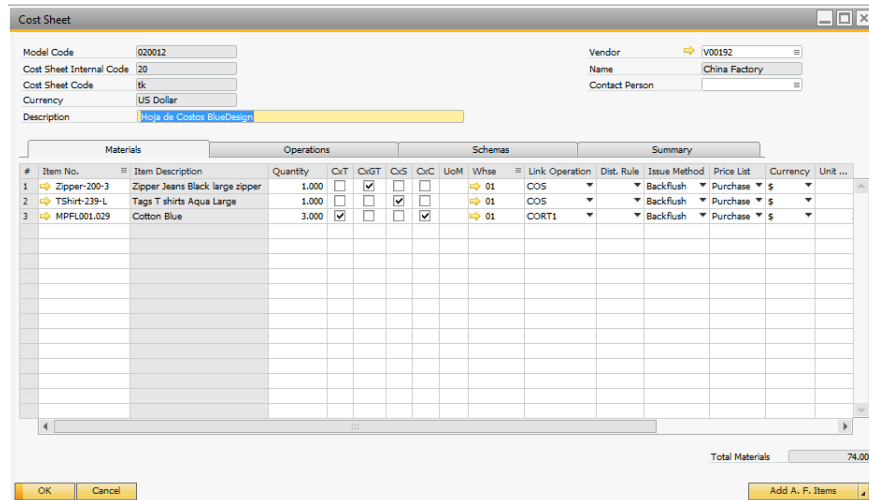 Cost Sheet
Model Code 020012 Vendor V00192
Cost Sheet Internal Code 20 Name China Factory
Cost Sheet Code tk Contact Person
Currency US Dollar
Description Hoja de Costos BlueDesign
Materials Operations Schemas Summary
# Item No. Item Description Quantity CxT CxGT CxS CxC UoM Whse Link Operation Dist. Rule Issue Method Price List Currency Unit ...
1 Zipper-200-3 Zipper Jeans Black large zipper 1.000 01 COS Backflush Purchase $
2 TShirt-239-L Tags T shirts Aqua Large 1.000 01 COS Backflush Purchase $
3 MPFL001.029 Cotton Blue 3.000 01 CORT1 Backflush Purchase $
Total Materials 74.00
OK Cancel Add A. F. Items